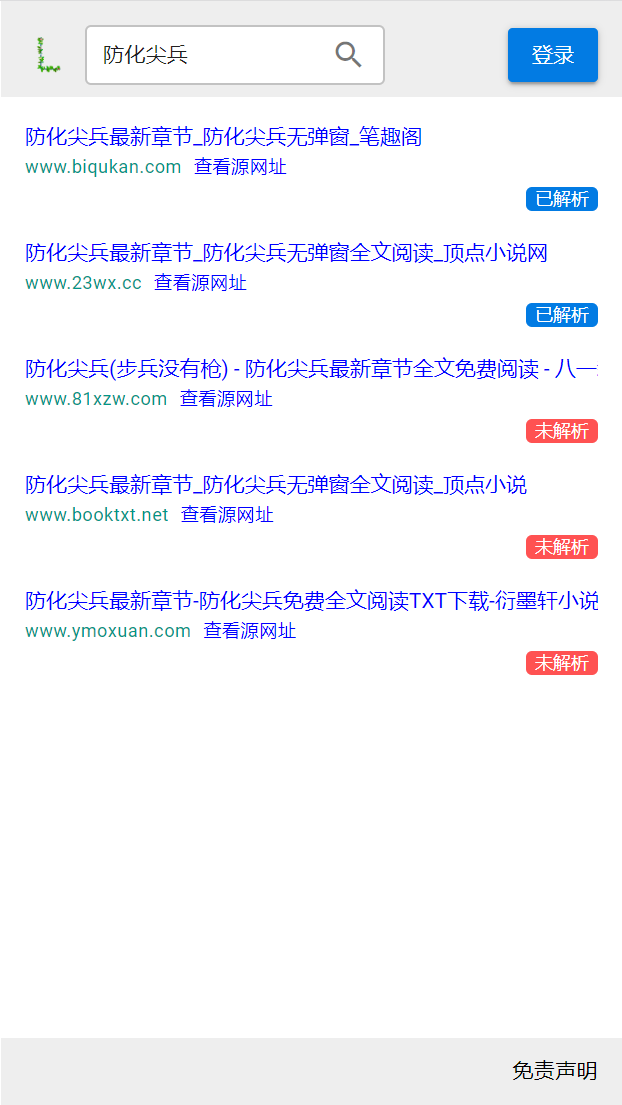 L
防化尖兵
登录
防化尖兵最新章节_防化尖兵无弹窗_笔趣阁
www.biqukan.com 查看源网址
已解析
防化尖兵最新章节_防化尖兵无弹窗全文阅读_顶点小说网
www.23wx.cc 查看源网址
已解析
防化尖兵(步兵没有枪) - 防化尖兵最新章节全文免费阅读 - 八一
www.81xzw.com 查看源网址
未解析
防化尖兵最新章节_防化尖兵无弹窗全文阅读_顶点小说
www.booktxt.net 查看源网址
未解析
防化尖兵最新章节-防化尖兵免费全文阅读TXT下载-衍墨轩小说
www.ymoxuan.com 查看源网址
未解析
免责声明